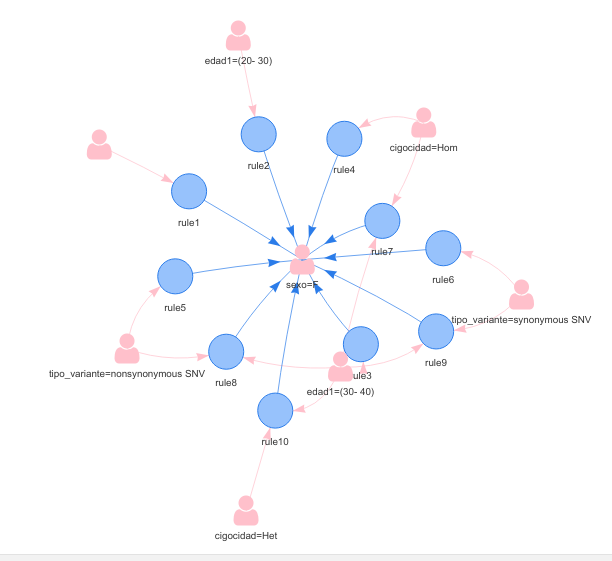 edad1=(20- 30)
cigocidad=Hom
rule2
rule4
rule1
rule7
rule6
sexo=F
rule5
tipo_variante=synonymous SNV
rule9
tipo_variante=nonsynonymous SNV
rule3
rule8
edad1=(30- 40)
rule10
cigocidad=Het